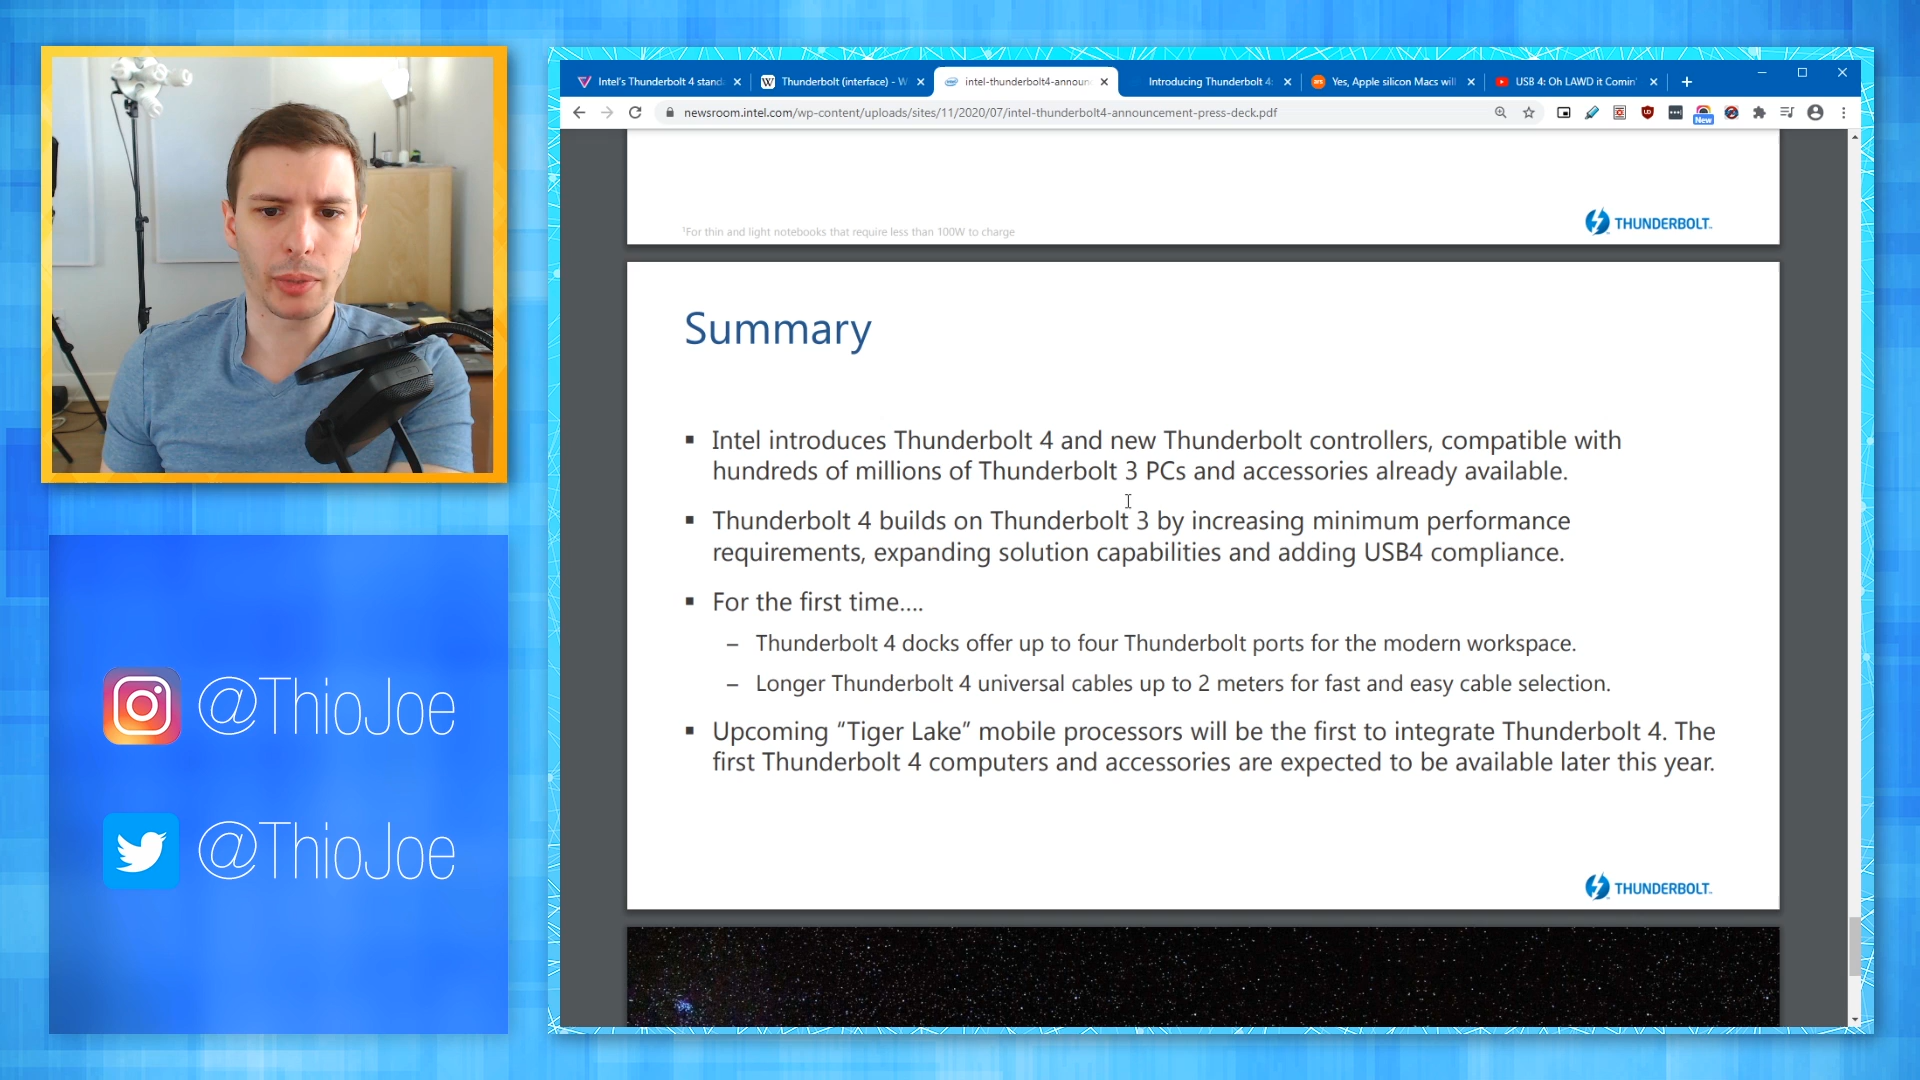 Intel's Thunderbolt 4 stand
Thunderbolt (interface) - W
intel-thunderbolt4-announ
Introducing Thunderbolt 4:
Yes, Apple silicon Macs will
USB 4: Oh LAWD it Comin'
newsroom.intel.com/wp-content/uploads/sites/11/2020/07/intel-thunderbolt4-announcement-press-deck.pdf
New
¹For thin and light notebooks that require less than 100W to charge
THUNDERBOLT™
Summary
▪ Intel introduces Thunderbolt 4 and new Thunderbolt controllers, compatible with
hundreds of millions of Thunderbolt 3 PCs and accessories already available.
▪ Thunderbolt 4 builds on Thunderbolt 3 by increasing minimum performance
requirements, expanding solution capabilities and adding USB4 compliance.
▪ For the first time....
– Thunderbolt 4 docks offer up to four Thunderbolt ports for the modern workspace.
– Longer Thunderbolt 4 universal cables up to 2 meters for fast and easy cable selection.
▪ Upcoming “Tiger Lake” mobile processors will be the first to integrate Thunderbolt 4. The
first Thunderbolt 4 computers and accessories are expected to be available later this year.
THUNDERBOLT™
@ThioJoe
@ThioJoe